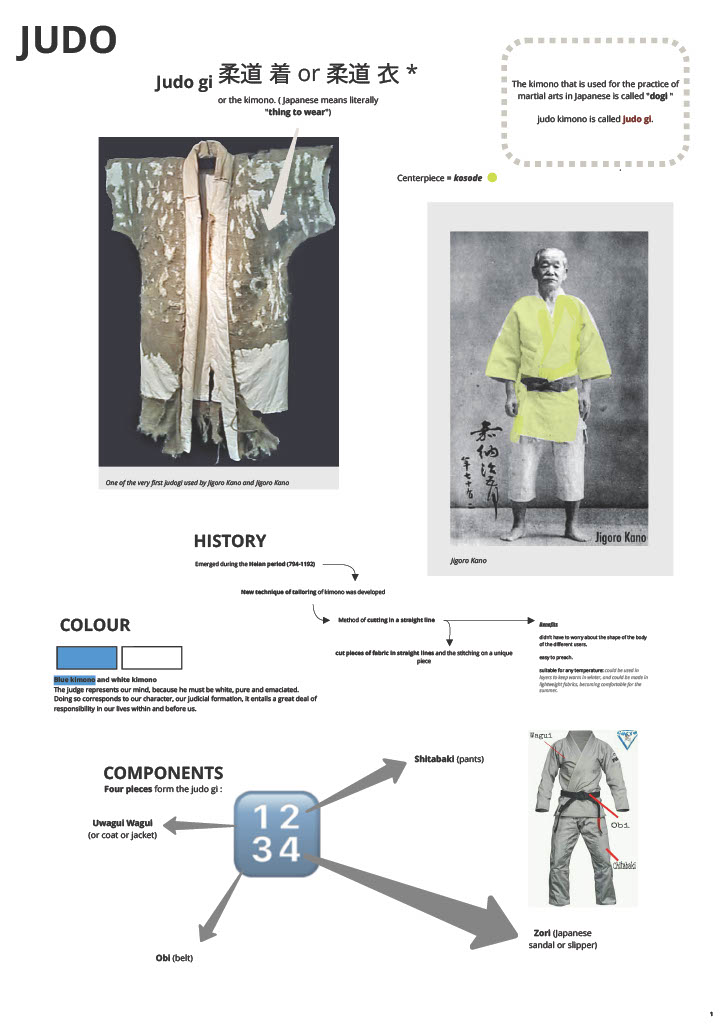 JUDO
Judo gi 柔道 着 or 柔道 衣 *
or the kimono. ( Japanese means literally
"thing to wear")
The kimono that is used for the practice of
martial arts in Japanese is called "dogi "
judo kimono is called judo gi.
Centerpiece = kosode
One of the very first judogi used by Jigoro Kano and Jigoro Kano
嘉納治五郎
年七十有二
Jigoro Kano
Jigoro Kano
HISTORY
Emerged during the Heian period (794-1192)
New technique of tailoring of kimono was developed
Method of cutting in a straight line
cut pieces of fabric in straight lines and the stitching on a unique
piece
Benefits
didn't have to worry about the shape of the body
of the different users.
easy to preach.
suitable for any temperature: could be used in
layers to keep warm in winter, and could be made in
lightweight fabrics, becoming comfortable for the
summer.
COLOUR
Blue kimono and white kimono
The judge represents our mind, because he must be white, pure and emaciated.
Doing so corresponds to our character, our judicial formation, it entails a great deal of
responsibility in our lives within and before us.
COMPONENTS
Four pieces form the judo gi :
1 2
3 4
Shitabaki (pants)
Uwagui Wagui
(or coat or jacket)
Obi (belt)
Zori (Japanese
sandal or slipper)
Wagui
Obi
Chitabaki
1